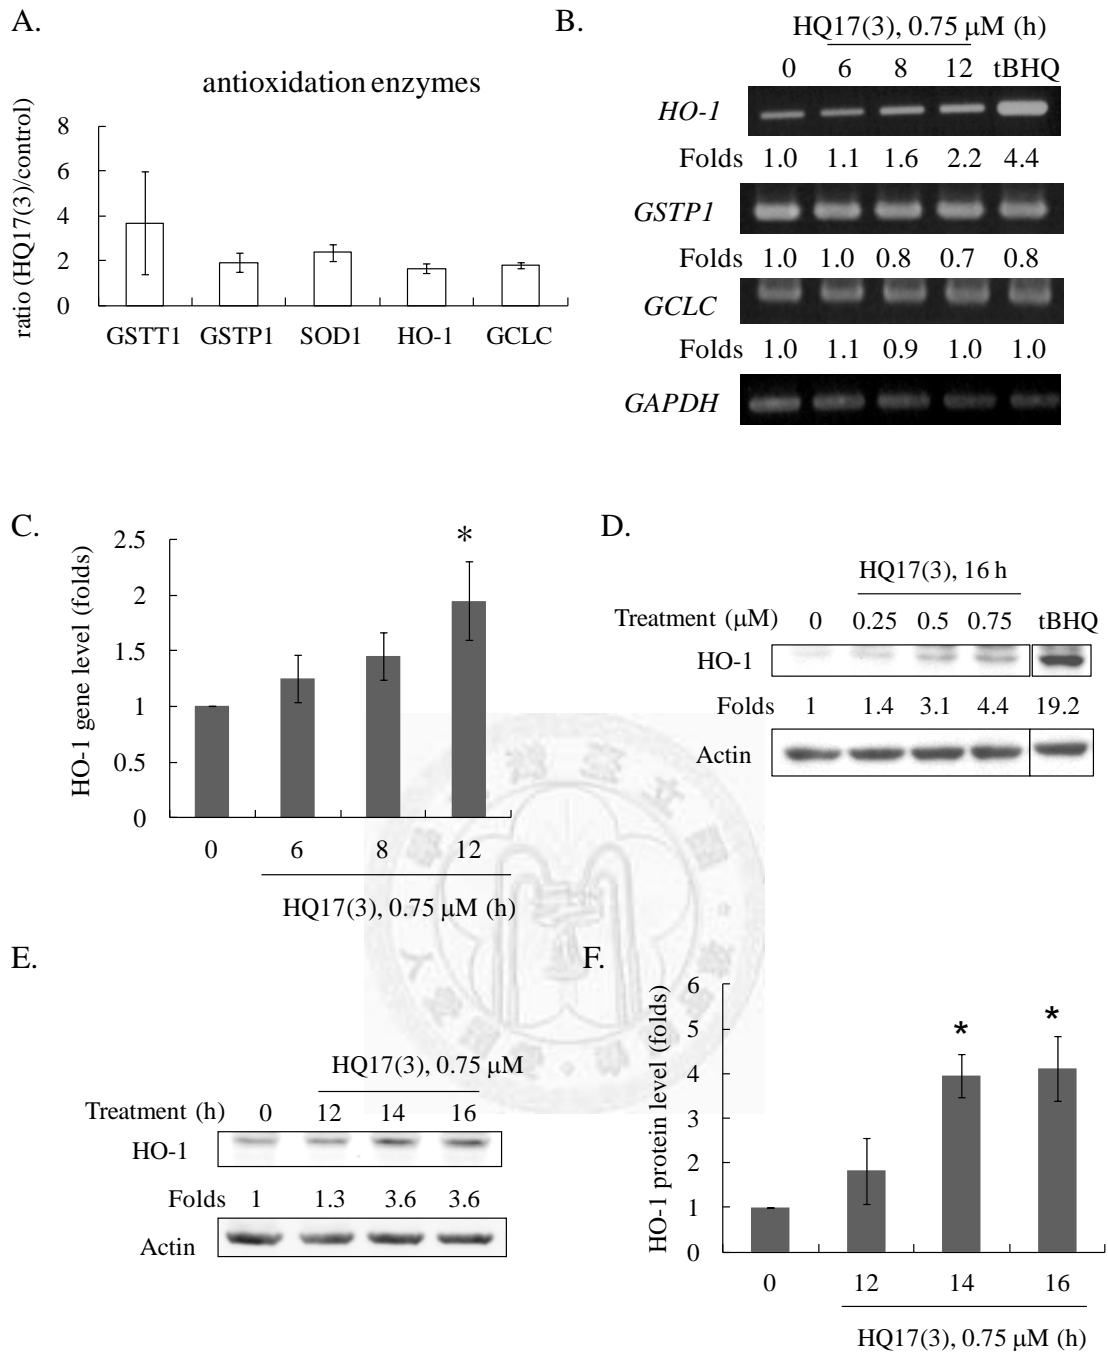 A.
antioxidation enzymes
ratio (HQ17(3)/control)
8
6
4
2
0
GSTT1 GSTP1 SOD1 HO-1 GCLC
B.
HQ17(3), 0.75 μM (h)
0 6 8 12 tBHQ
HO-1
Folds 1.0 1.1 1.6 2.2 4.4
GSTP1
Folds 1.0 1.0 0.8 0.7 0.8
GCLC
Folds 1.0 1.1 0.9 1.0 1.0
GAPDH
C.
HO-1 gene level (folds)
2.5
2
1.5
1
0.5
0
*
0 6 8 12
HQ17(3), 0.75 μM (h)
D.
HQ17(3), 16 h
Treatment (μM) 0 0.25 0.5 0.75 tBHQ
HO-1
Folds 1 1.4 3.1 4.4 19.2
Actin
E.
HQ17(3), 0.75 μM
Treatment (h) 0 12 14 16
HO-1
Folds 1 1.3 3.6 3.6
Actin
F.
HO-1 protein level (folds)
6
5
4
3
2
1
0
* *
0 12 14 16
HQ17(3), 0.75 μM (h)